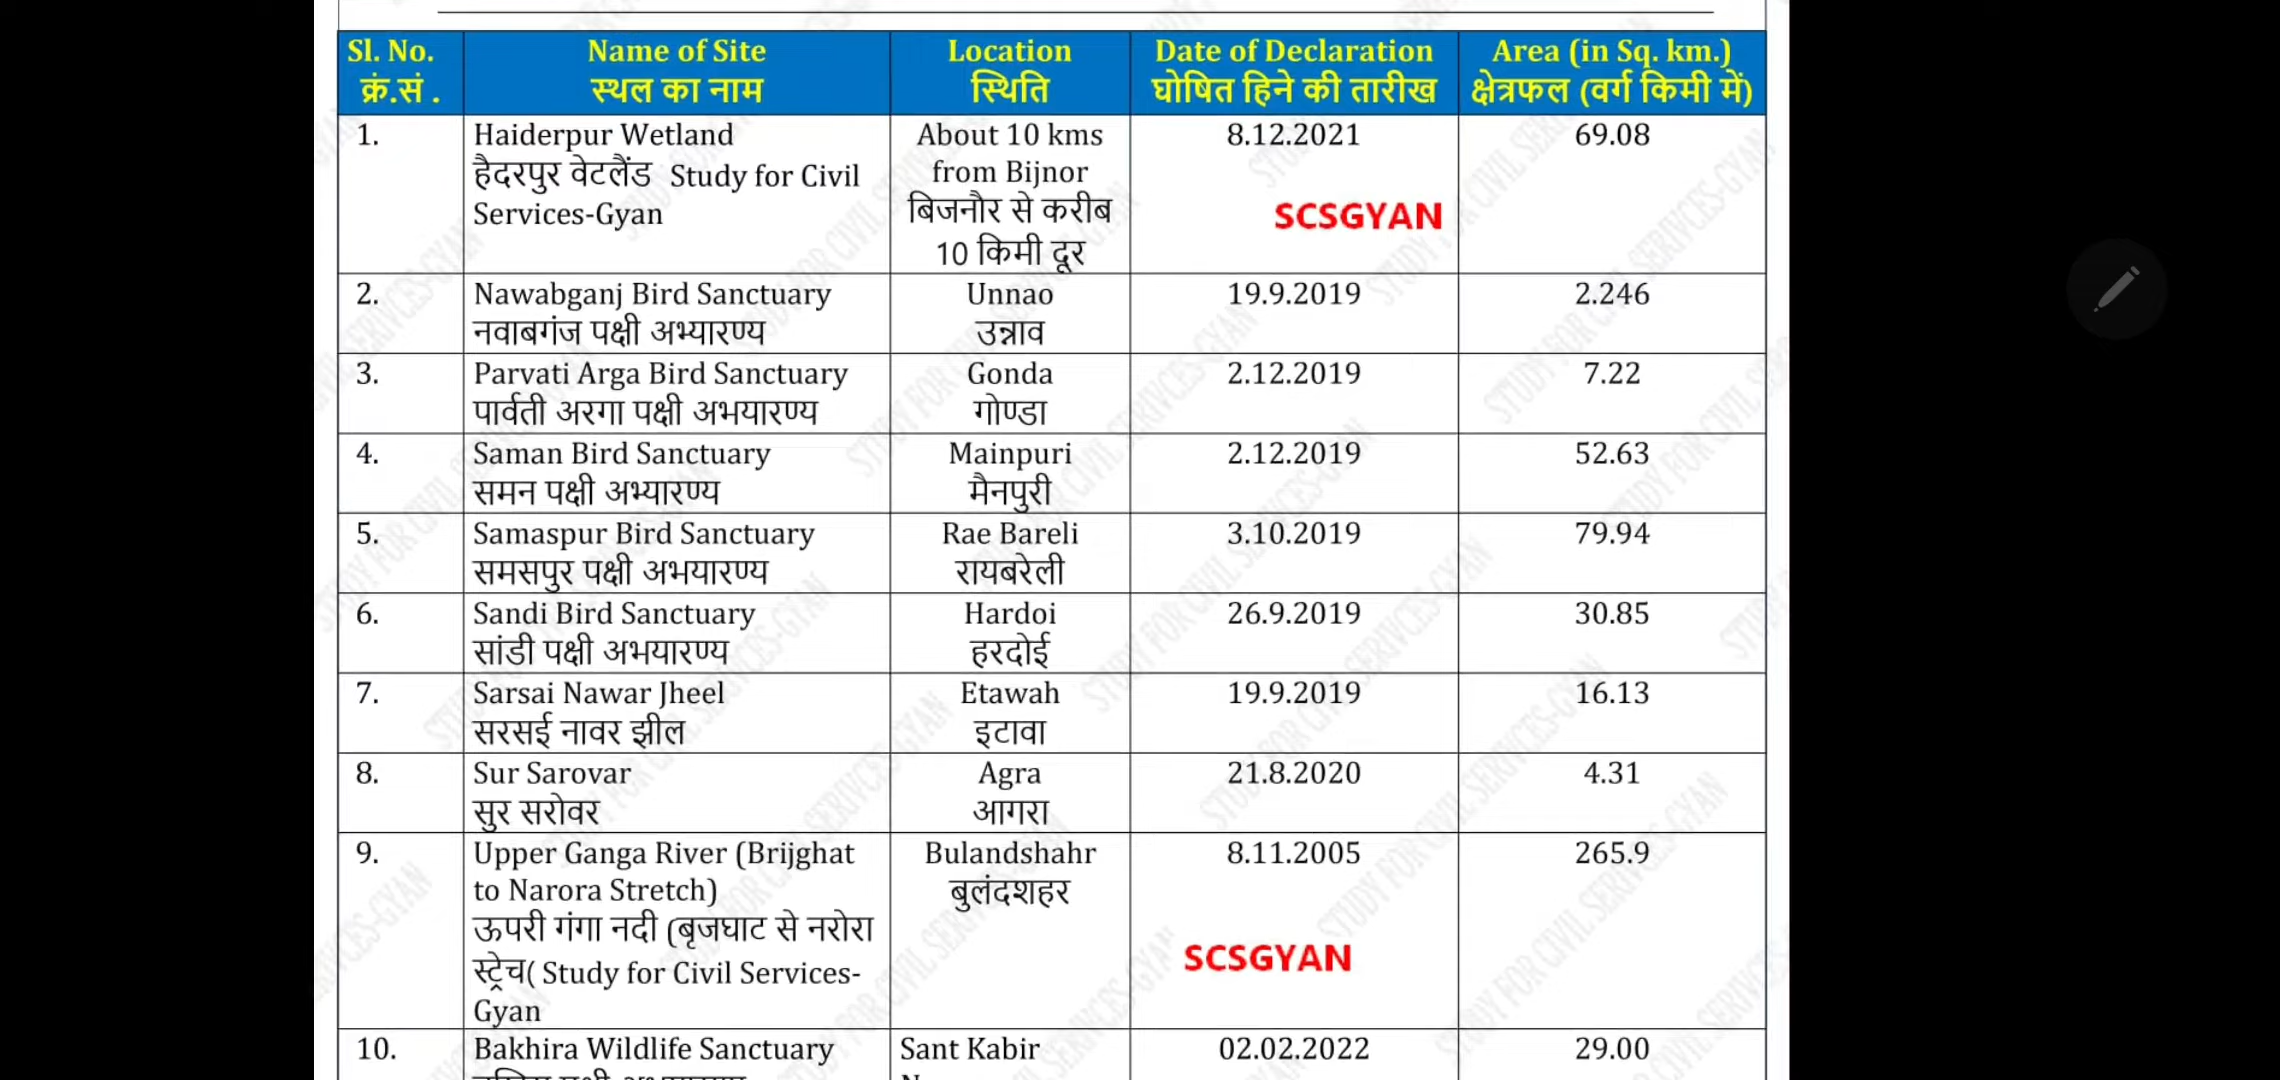 Sl. No.
क्रं.सं .
Name of Site
स्थल का नाम
Location
स्थिति
Date of Declaration
घोषित हिने की तारीख
Area (in Sq. km.)
क्षेत्रफल (वर्ग किमी में)
1.
Haiderpur Wetland
हैदरपुर वेटलैंड Study for Civil
Services-Gyan
About 10 kms
from Bijnor
बिजनौर से करीब
10 किमी दूर
8.12.2021
SCSGYAN
69.08
2.
Nawabganj Bird Sanctuary
नवाबगंज पक्षी अभ्यारण्य
Unnao
उन्नाव
19.9.2019
2.246
3.
Parvati Arga Bird Sanctuary
पार्वती अरगा पक्षी अभयारण्य
Gonda
गोण्डा
2.12.2019
7.22
4.
Saman Bird Sanctuary
समन पक्षी अभ्यारण्य
Mainpuri
मैनपुरी
2.12.2019
52.63
5.
Samaspur Bird Sanctuary
समसपुर पक्षी अभयारण्य
Rae Bareli
रायबरेली
3.10.2019
79.94
6.
Sandi Bird Sanctuary
सांडी पक्षी अभयारण्य
Hardoi
हरदोई
26.9.2019
30.85
7.
Sarsai Nawar Jheel
सरसई नावर झील
Etawah
इटावा
19.9.2019
16.13
8.
Sur Sarovar
सुर सरोवर
Agra
आगरा
21.8.2020
4.31
9.
Upper Ganga River (Brijghat
to Narora Stretch)
ऊपरी गंगा नदी (बृजघाट से नरोरा
स्ट्रेच( Study for Civil Services-
Gyan
Bulandshahr
बुलंदशहर
8.11.2005
SCSGYAN
265.9
10.
Bakhira Wildlife Sanctuary
Sant Kabir
02.02.2022
29.00